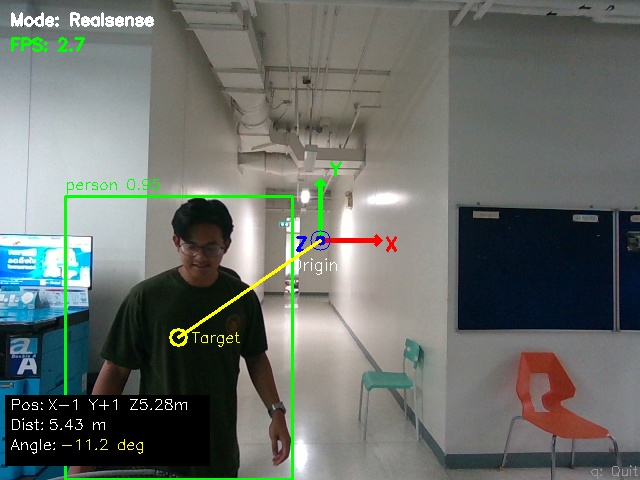 Mode: Realsense
FPS: 2.7
person 0.95
Y
Z
X
Origin
Target
a
Double A
A
Pos: X-1 Y+1 Z5.28m
Dist: 5.43 m
Angle: -11.2 deg
q: Quit